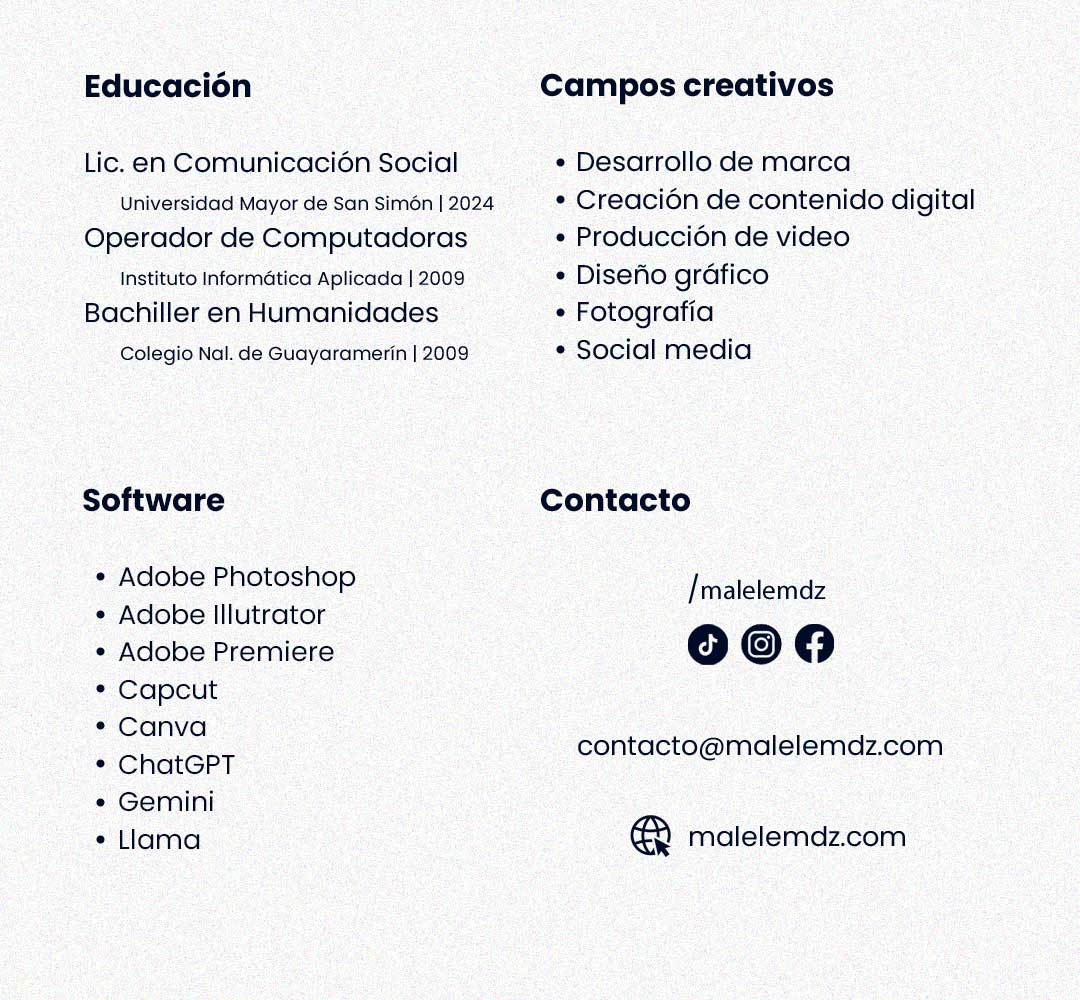 Educación
Lic. en Comunicación Social
Universidad Mayor de San Simón | 2024
Operador de Computadoras
Instituto Informática Aplicada | 2009
Bachiller en Humanidades
Colegio Nal. de Guayaramerín | 2009
Campos creativos
• Desarrollo de marca
• Creación de contenido digital
• Producción de video
• Diseño gráfico
• Fotografía
• Social media
Software
• Adobe Photoshop
• Adobe Illutrator
• Adobe Premiere
• Capcut
• Canva
• ChatGPT
• Gemini
• Llama
Contacto
/malelemdz
contacto@malelemdz.com
malelemdz.com